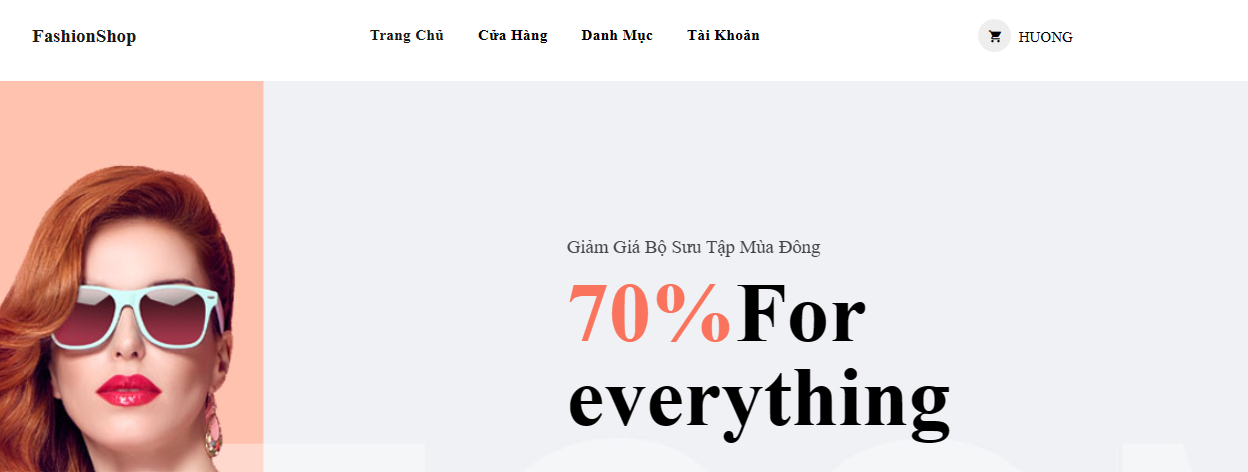 FashionShop
Trang Chủ Cửa Hàng Danh Mục Tài Khoản
HUONG
Giảm Giá Bộ Sưu Tập Mùa Đông
70%For
everything